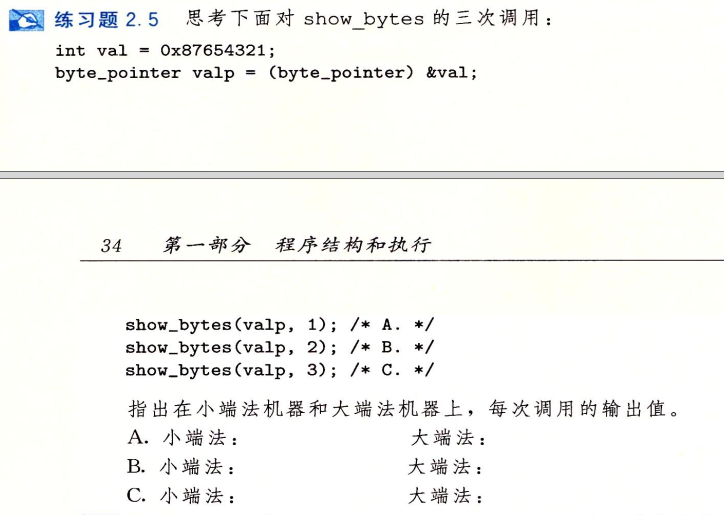 练习题 2.5 思考下面对 show_bytes 的三次调用：
int val = 0x87654321;
byte_pointer valp = (byte_pointer) &val;
34 第一部分 程序结构和执行
show_bytes(valp, 1); /* A. */
show_bytes(valp, 2); /* B. */
show_bytes(valp, 3); /* C. */
指出在小端法机器和大端法机器上，每次调用的输出值。
A. 小端法： 大端法：
B. 小端法： 大端法：
C. 小端法： 大端法：